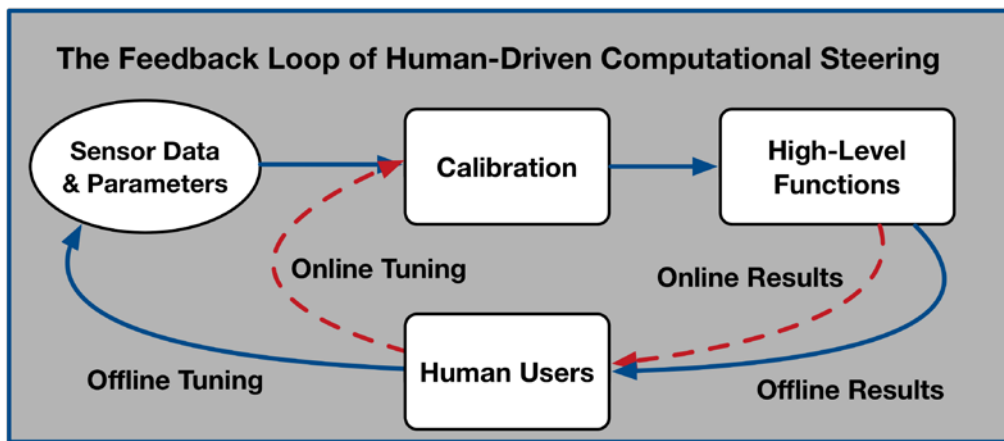 The Feedback Loop of Human-Driven Computational Steering
Sensor Data
& Parameters
Calibration
High-Level
Functions
Online Tuning
Online Results
Human Users
Offline Tuning
Offline Results